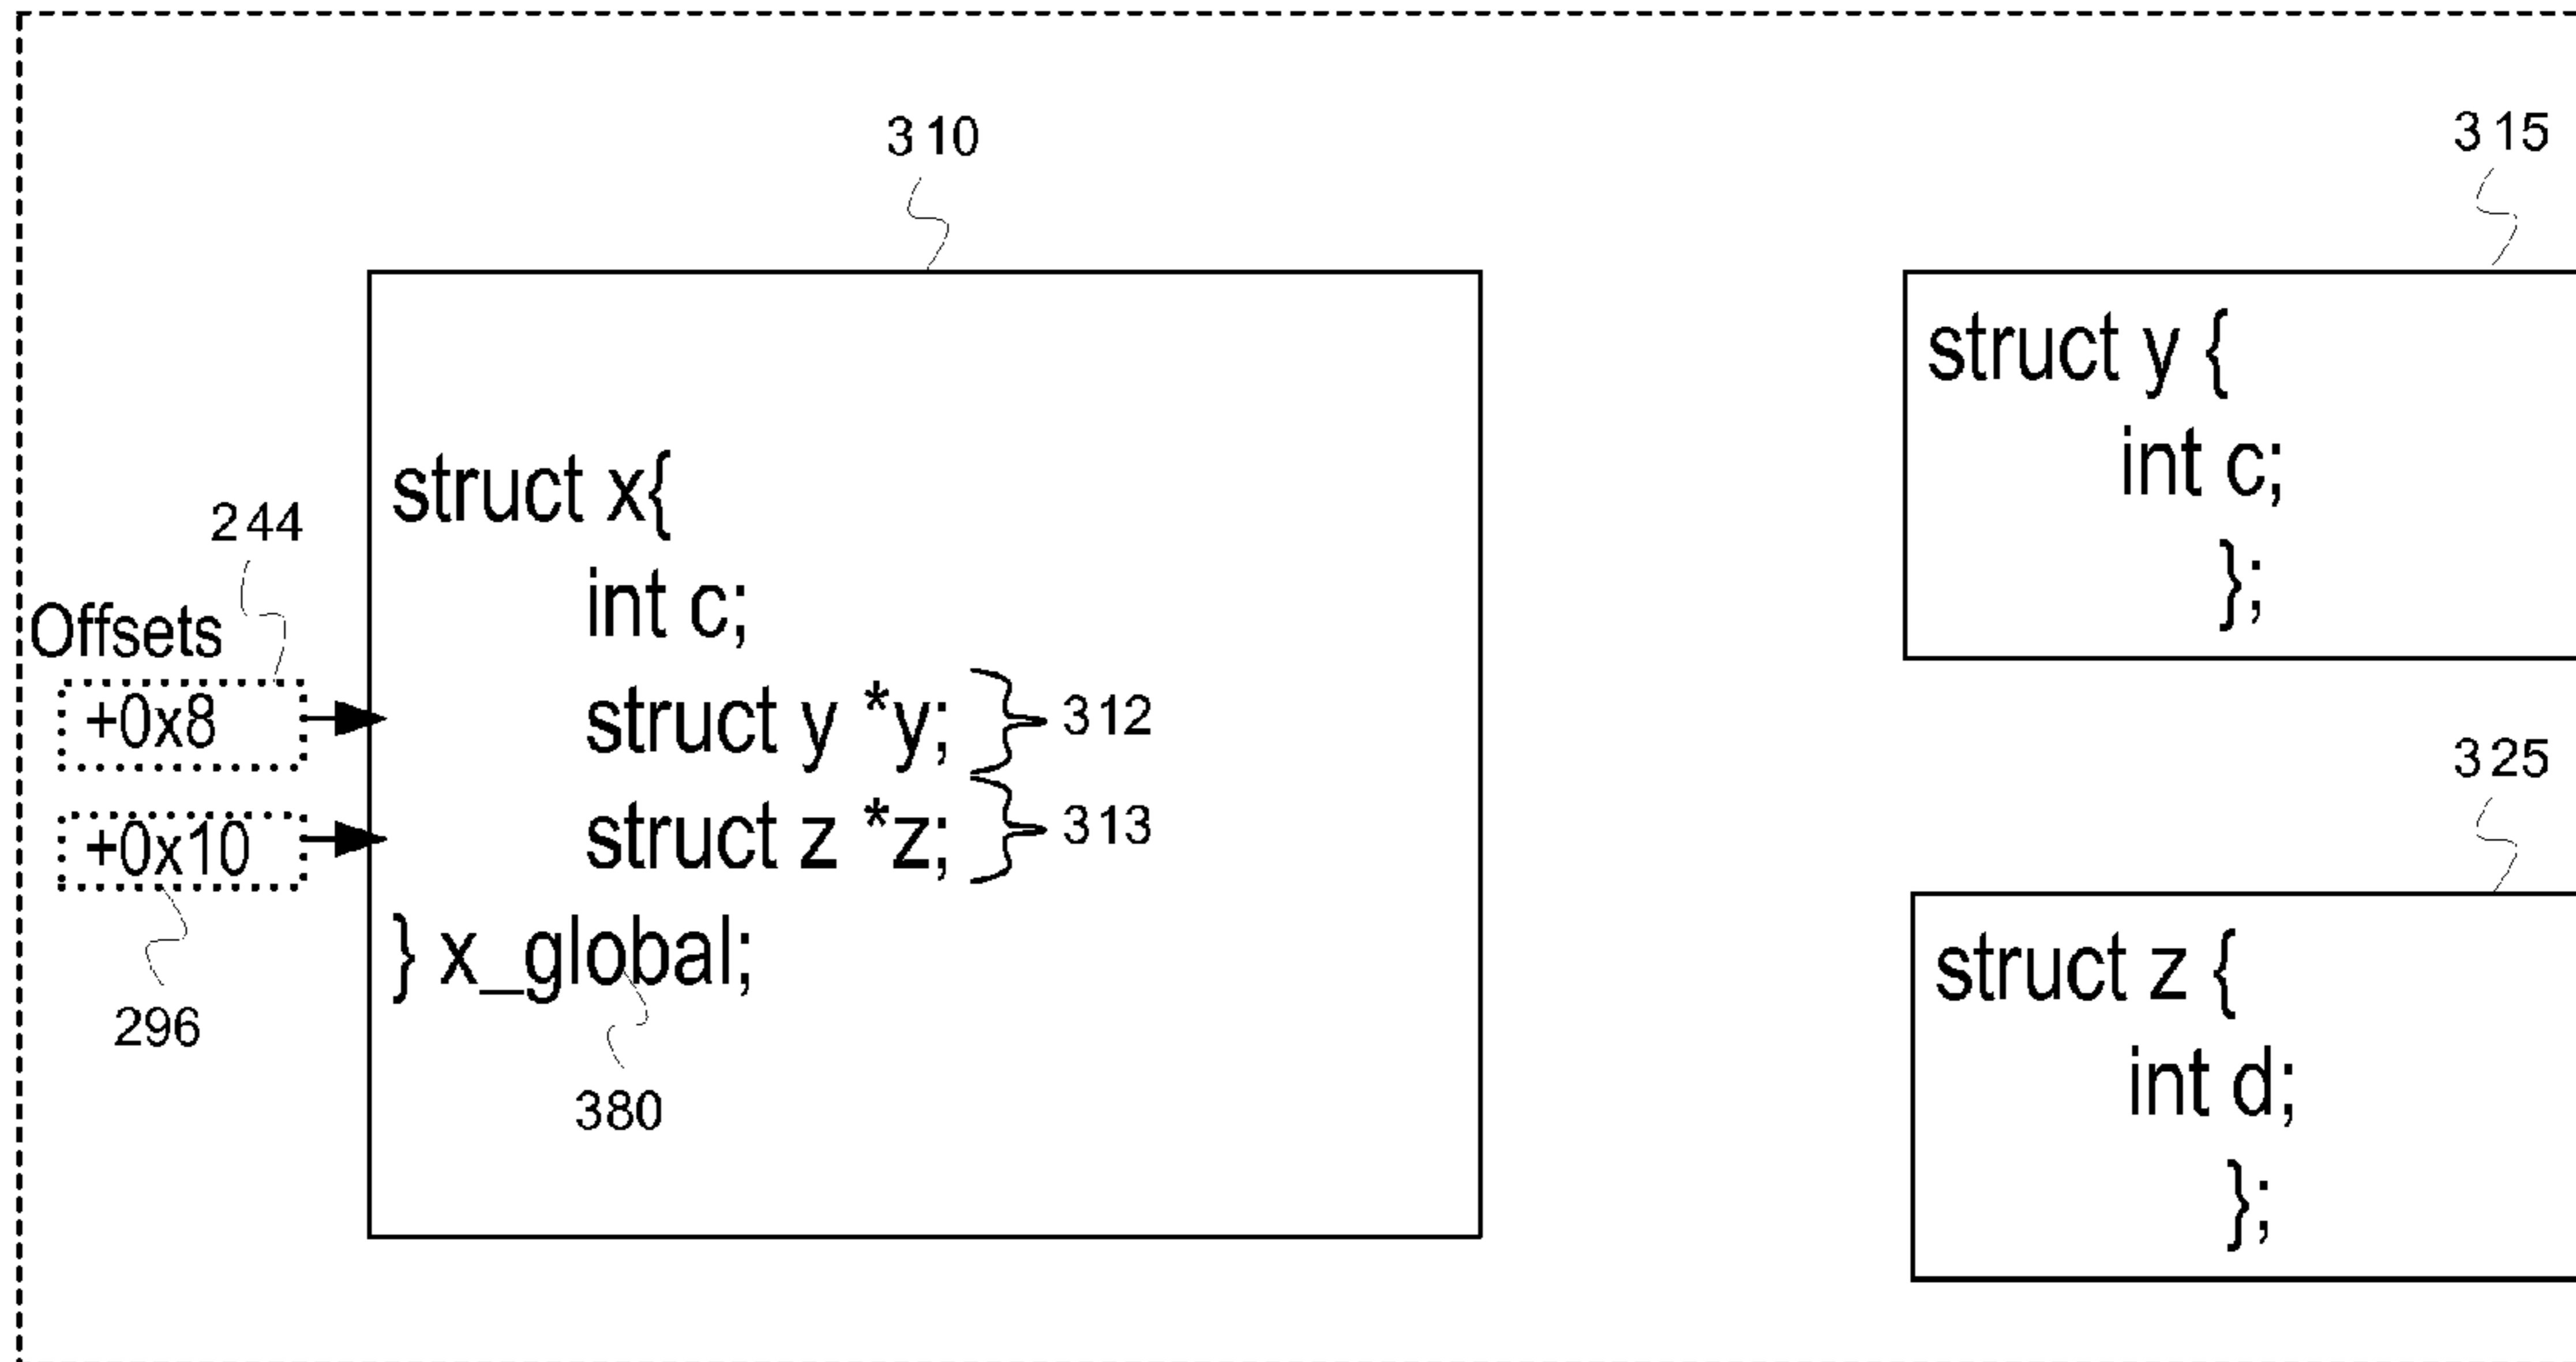 310
struct x{
int c;
struct y *y;
struct z *z;
} x_global;
312
313
380
244
Offsets
+0x8
+0x10
296
315
struct y {
int c;
};
325
struct z {
int d;
};